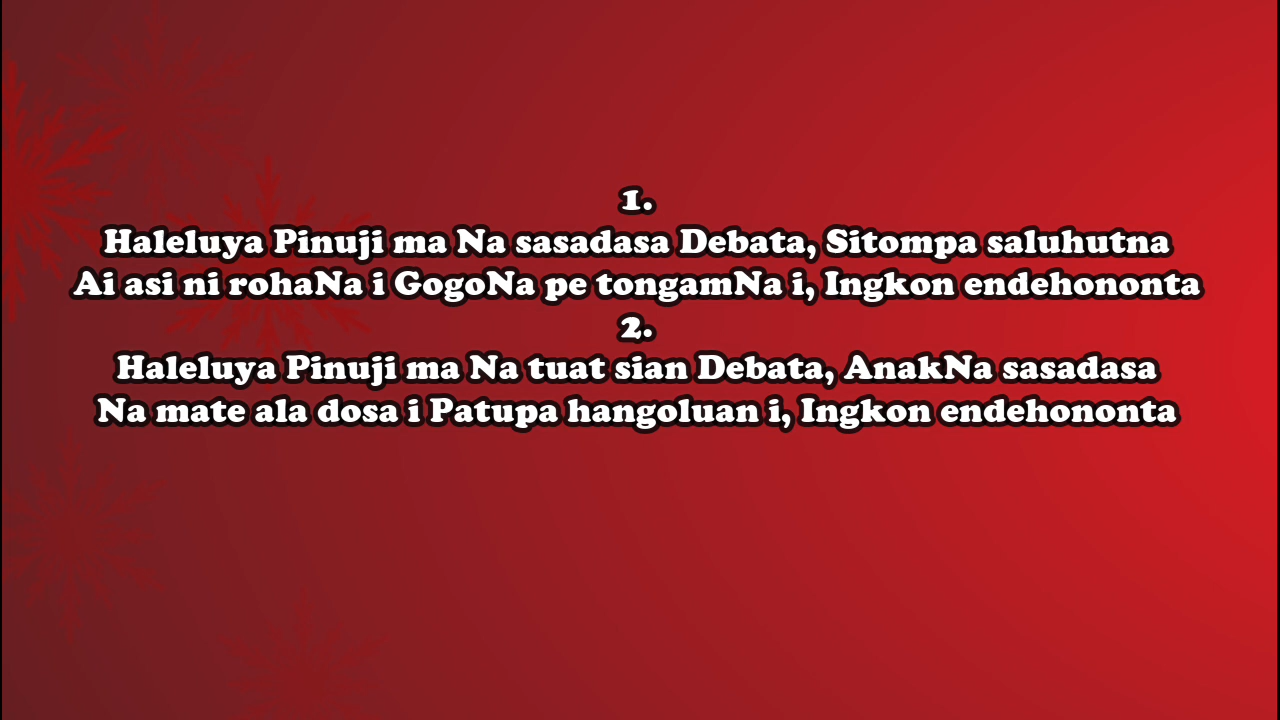 1.
Haleluya Pinuji ma Na sasadasa Debata, Sitompa saluhutna
Ai asi ni rohaNa i GogoNa pe tongamNa i, Ingkon endehononta
2.
Haleluya Pinuji ma Na tuat sian Debata, AnakNa sasadasa
Na mate ala dosa i Patupa hangoluan i, Ingkon endehononta